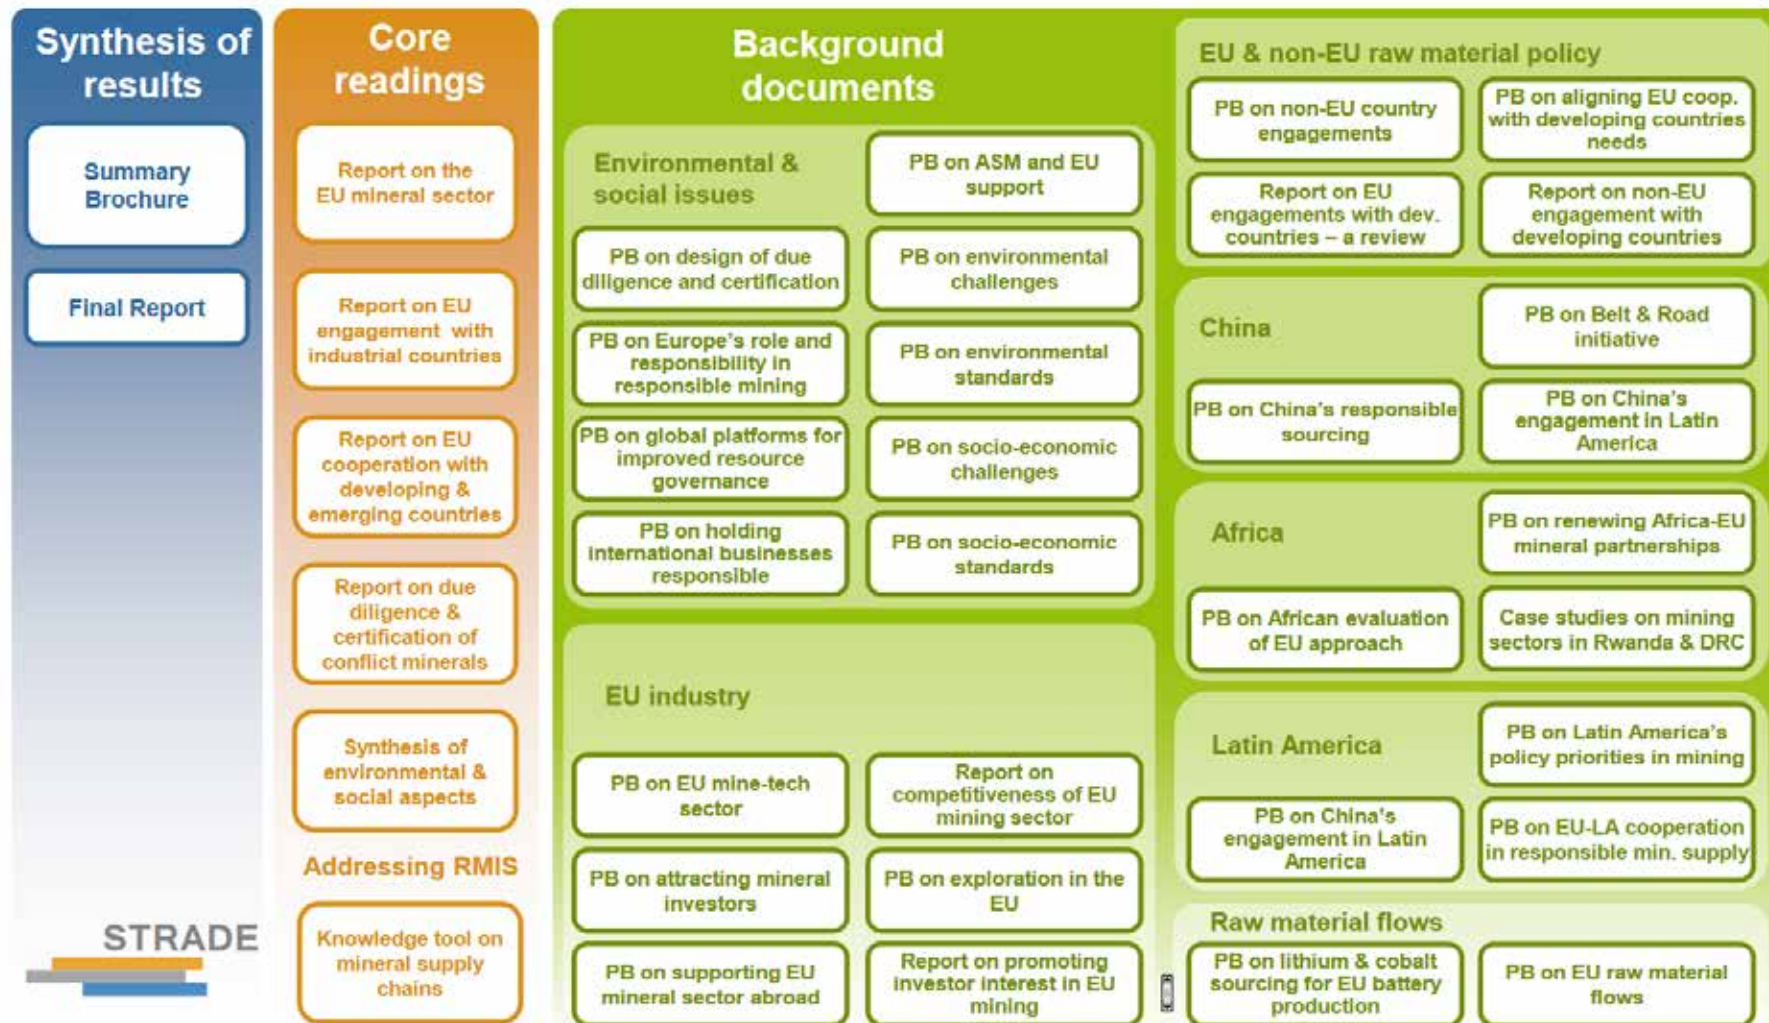 Synthesis of
results
Summary
Brochure
Final Report
STRADE
Core
readings
Report on the
EU mineral sector
Report on EU
engagement with
industrial countries
Report on EU
cooperation with
developing &
emerging countries
Report on due
diligence &
certification of
conflict minerals
Synthesis of
environmental &
social aspects
Addressing RMIS
Knowledge tool on
mineral supply
chains
Background
documents
Environmental &
social issues
PB on ASM and EU
support
PB on design of due
diligence and certification
PB on environmental
challenges
PB on Europe's role and
responsibility in
responsible mining
PB on environmental
standards
PB on global platforms for
improved resource
governance
PB on socio-economic
challenges
PB on holding
international businesses
responsible
PB on socio-economic
standards
EU industry
PB on EU mine-tech
sector
Report on
competitiveness of EU
mining sector
PB on attracting mineral
investors
PB on exploration in the
EU
PB on supporting EU
mineral sector abroad
Report on promoting
investor interest in EU
mining
EU & non-EU raw material policy
PB on non-EU country
engagements
PB on aligning EU coop.
with developing countries
needs
Report on EU
engagements with dev.
countries – a review
Report on non-EU
engagement with
developing countries
China
PB on Belt & Road
initiative
PB on China's responsible
sourcing
PB on China's
engagement in Latin
America
Africa
PB on renewing Africa-EU
mineral partnerships
PB on African evaluation
of EU approach
Case studies on mining
sectors in Rwanda & DRC
Latin America
PB on Latin America's
policy priorities in mining
PB on China's
engagement in Latin
America
PB on EU-LA cooperation
in responsible min. supply
Raw material flows
PB on lithium & cobalt
sourcing for EU battery
production
PB on EU raw material
flows